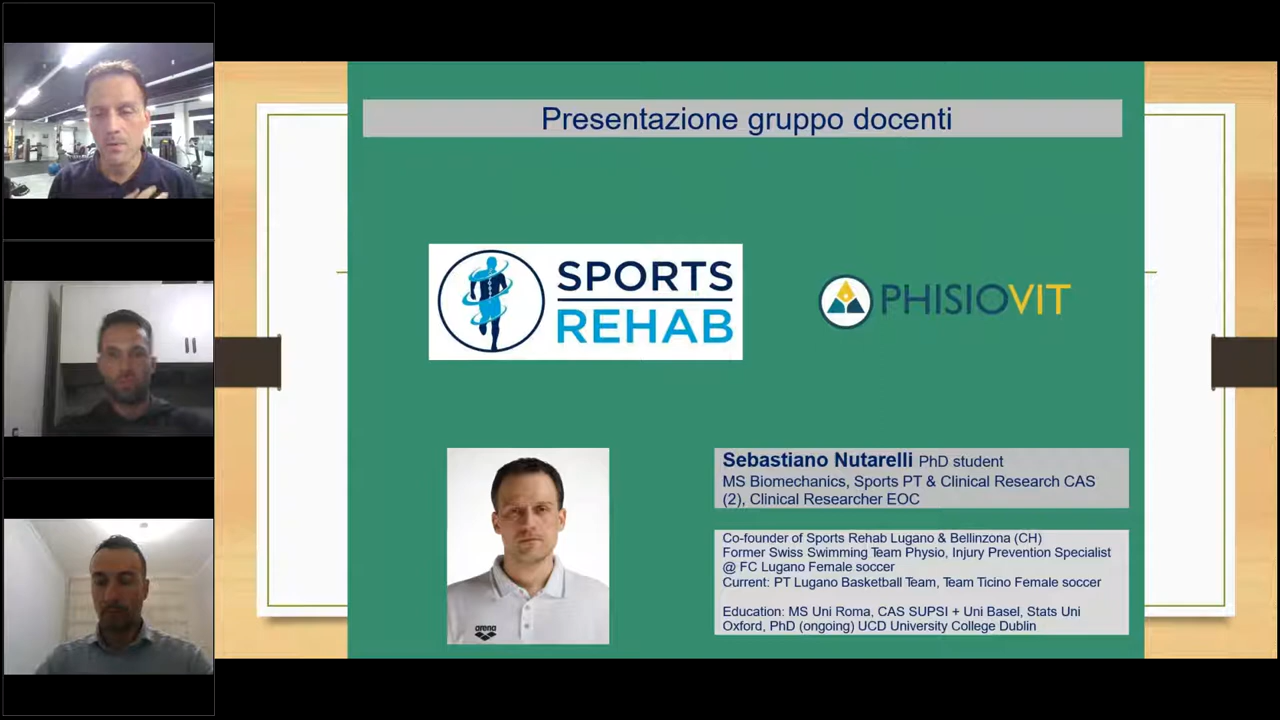 Presentazione gruppo docenti
SPORTS
REHAB
PHISIOVIT
arena
Sebastiano Nutarelli PhD student
MS Biomechanics, Sports PT & Clinical Research CAS
(2), Clinical Researcher EOC
Co-founder of Sports Rehab Lugano & Bellinzona (CH)
Former Swiss Swimming Team Physio, Injury Prevention Specialist
@ FC Lugano Female soccer
Current: PT Lugano Basketball Team, Team Ticino Female soccer
Education: MS Uni Roma, CAS SUPSI + Uni Basel, Stats Uni
Oxford, PhD (ongoing) UCD University College Dublin